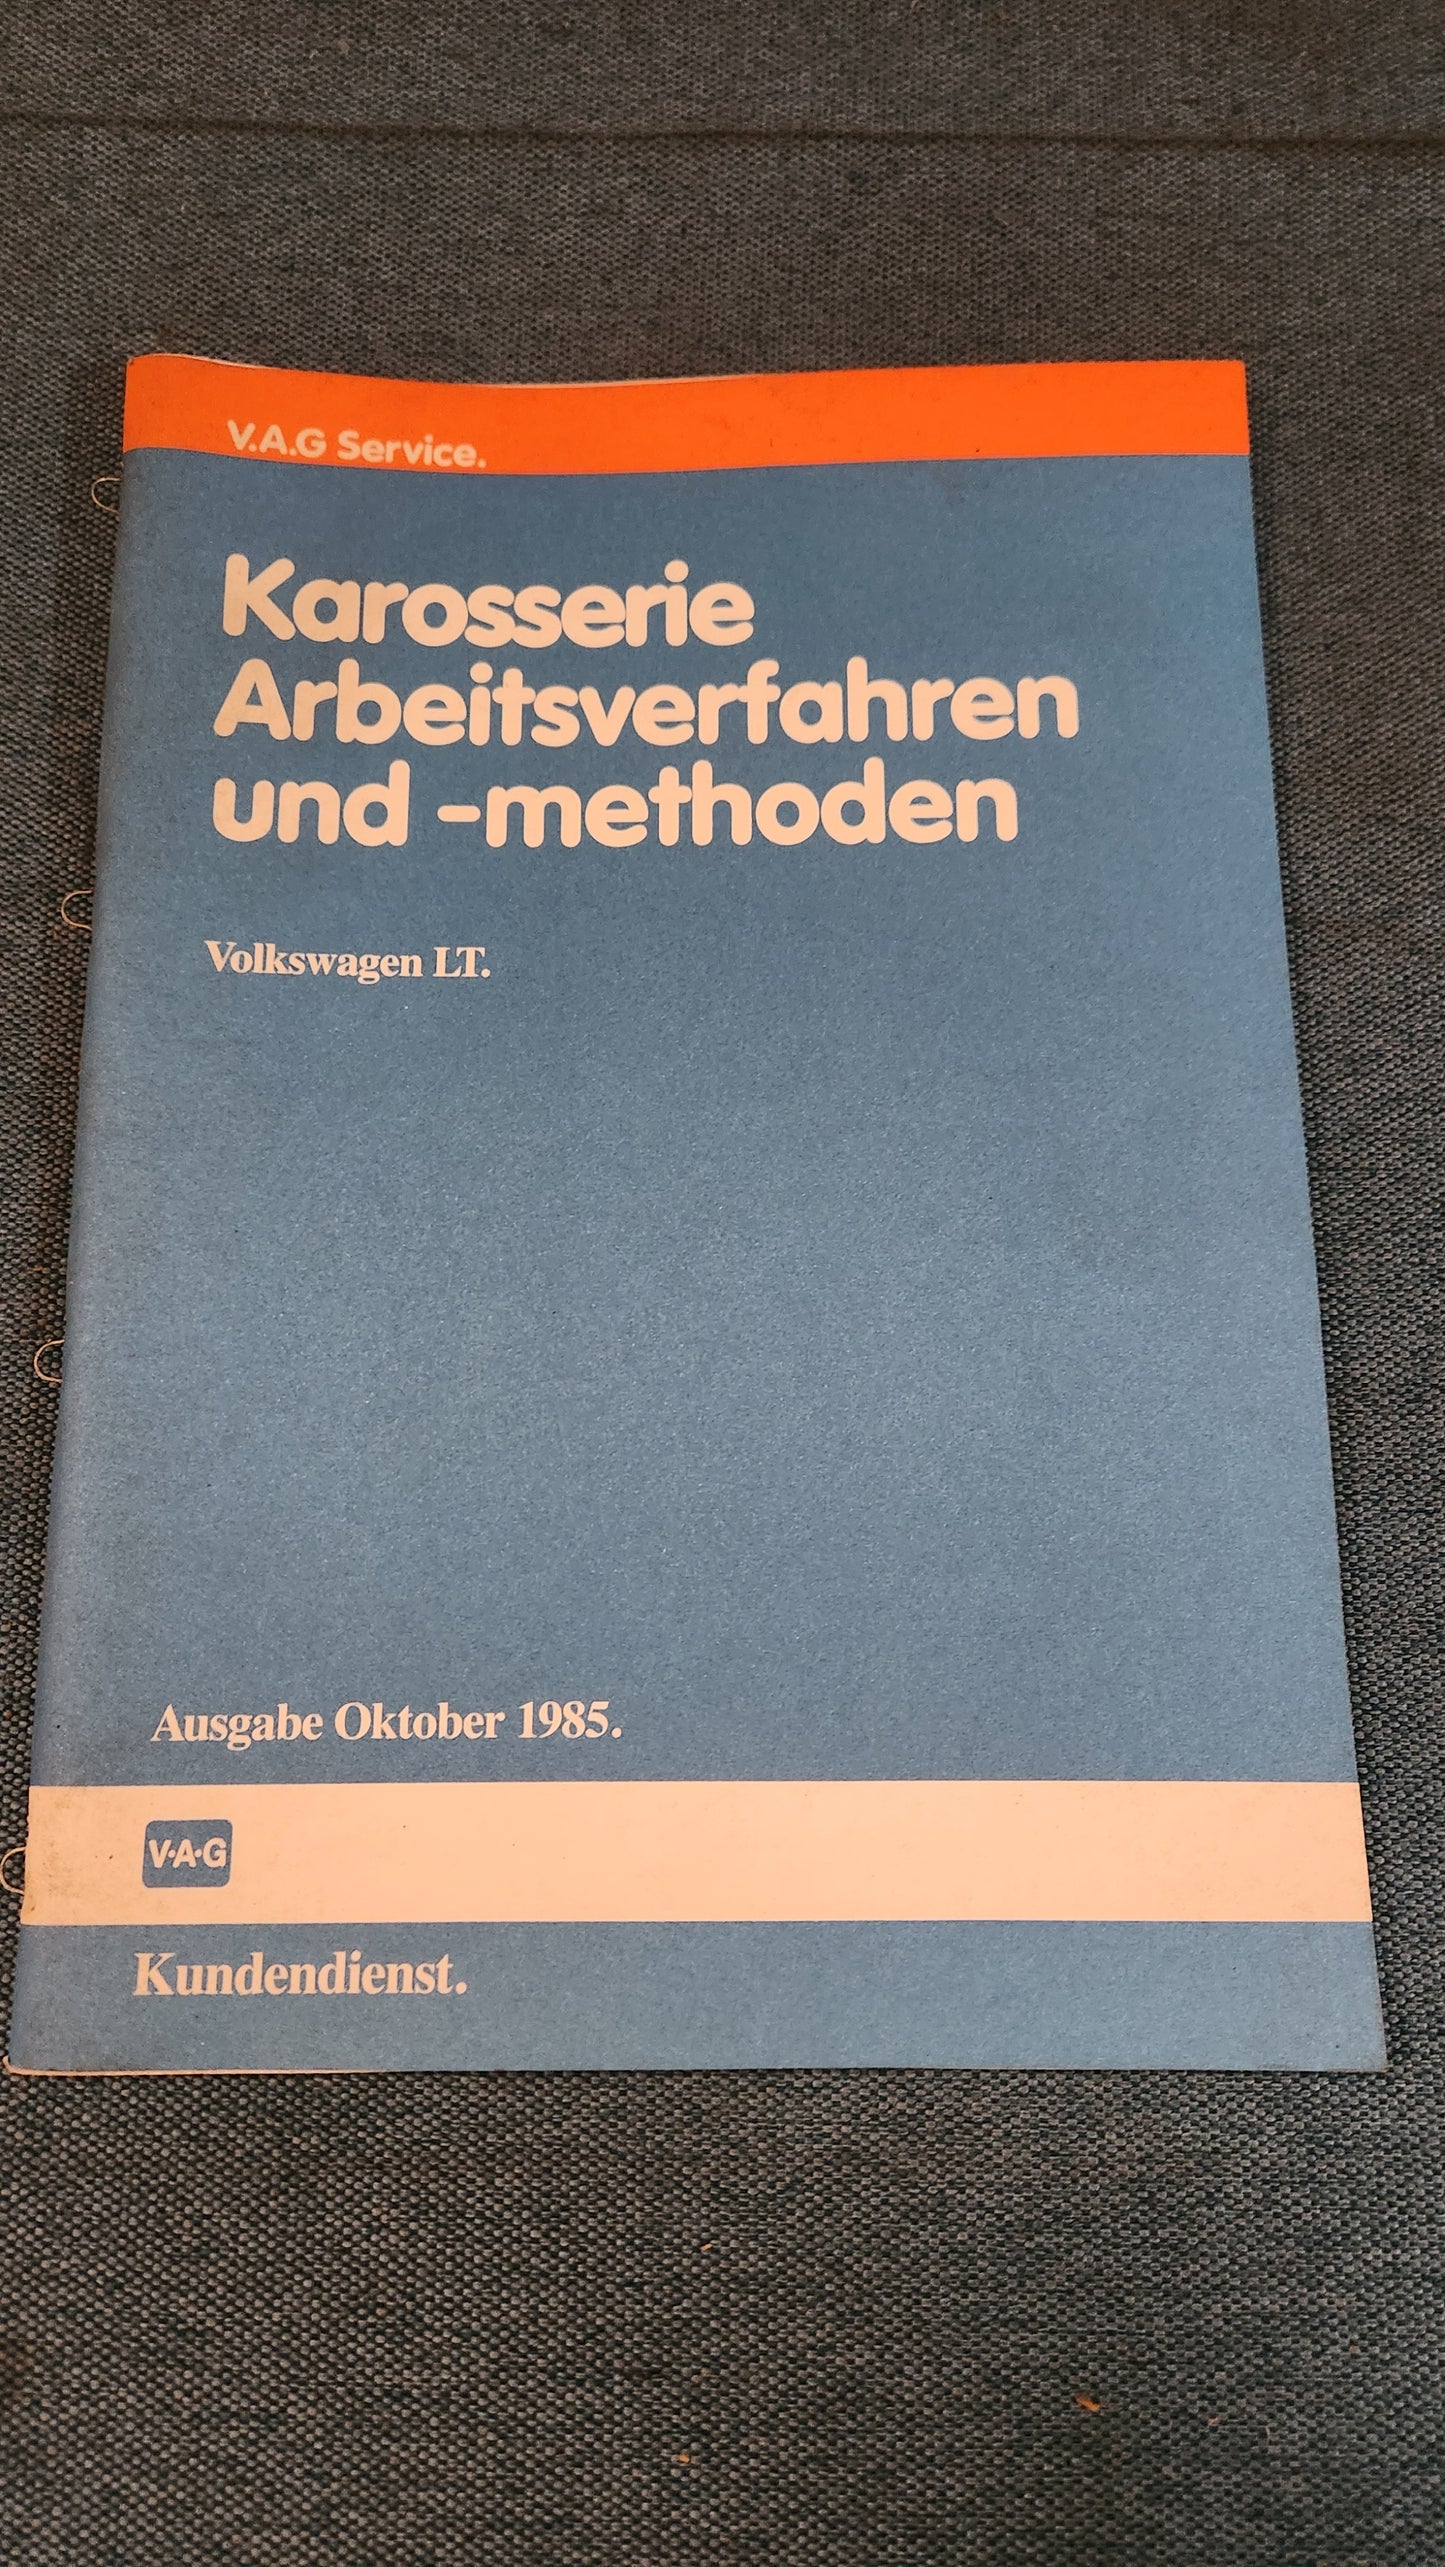 V.A.G Service.
Karosserie
Arbeitsverfahren
und -methoden
Volkswagen LT.
Ausgabe Oktober 1985.
V·A·G
Kundendienst.